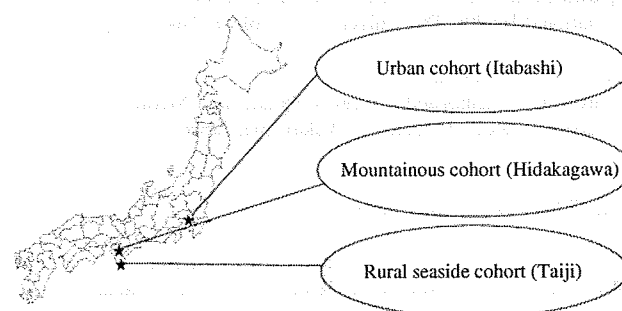 Urban cohort (Itabashi)
Mountainous cohort (Hidakagawa)
Rural seaside cohort (Taiji)